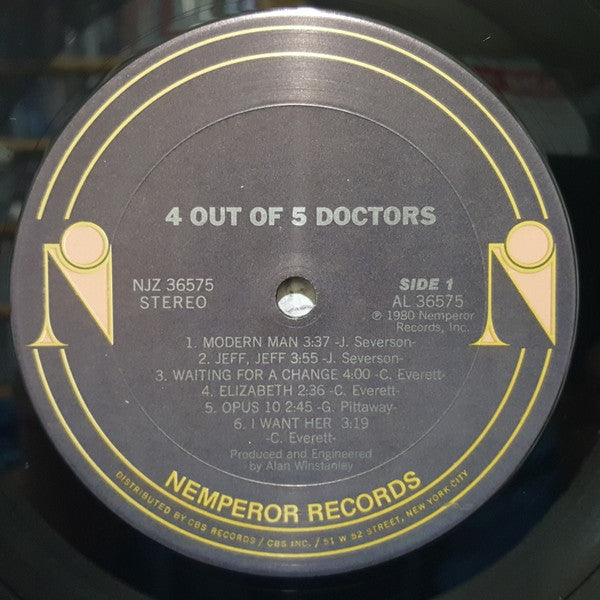 4 OUT OF 5 DOCTORS
NJZ 36575
STEREO
SIDE 1
AL 36575
℗ 1980 Nemperor
Records, Inc.
1. MODERN MAN 3:37 -J. Severson-
2. JEFF, JEFF 3:55 -J. Severson-
3. WAITING FOR A CHANGE 4:00 -C. Everett-
4. ELIZABETH 2:36 -C. Everett-
5. OPUS 10 2:45 -G. Pittaway-
6. I WANT HER 3:19
-C. Everett-
Produced and Engineered
by Alan Winstanley
NEMPEROR RECORDS
DISTRIBUTED BY CBS RECORDS / CBS INC. / 51 W 52 STREET, NEW YORK CITY